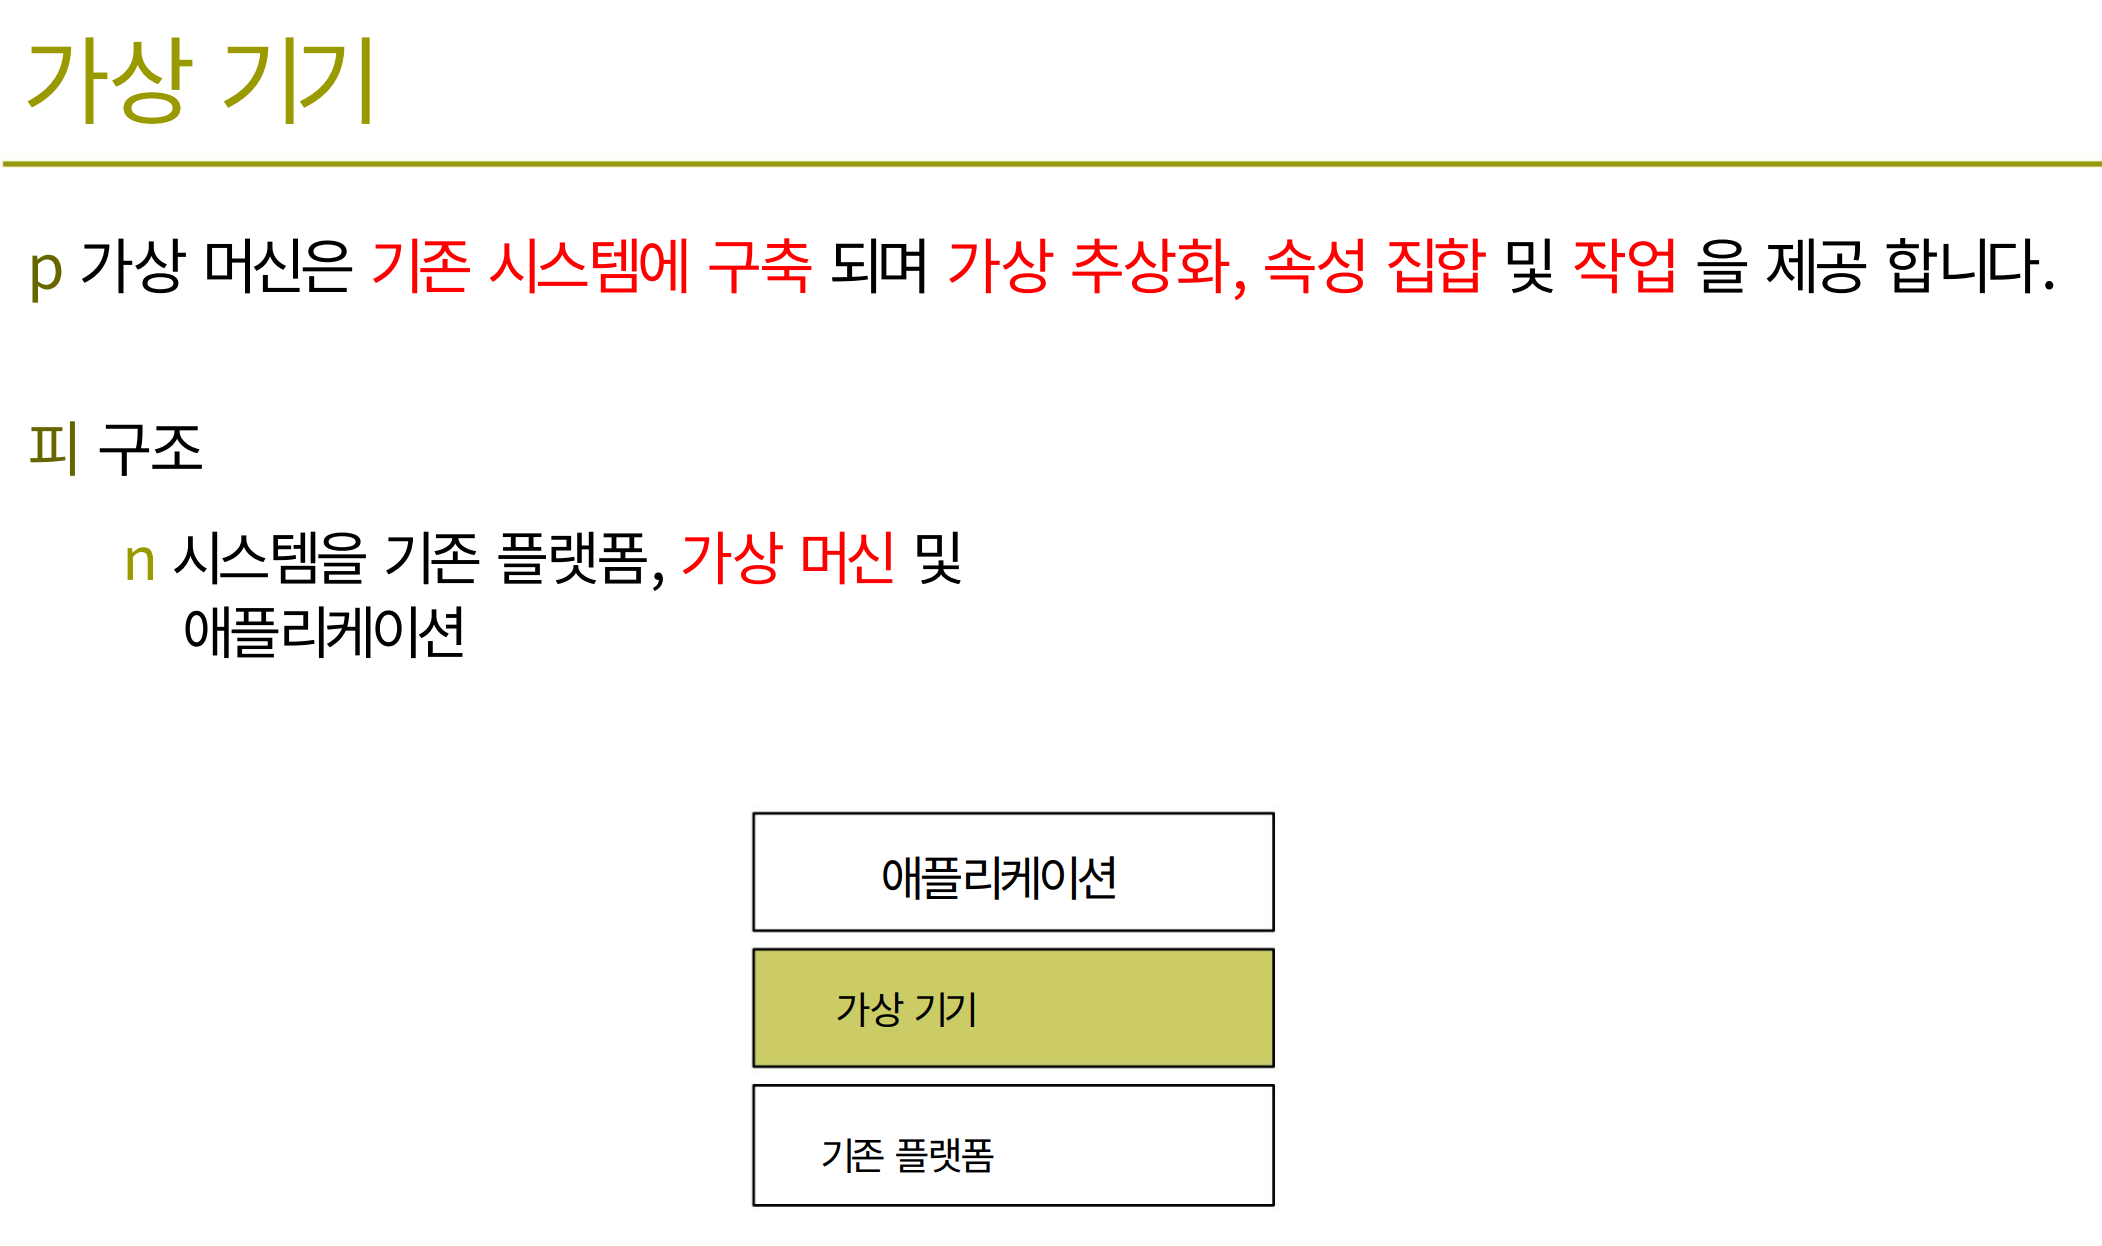 가상 기기
p 가상 머신은 기존 시스템에 구축 되며 가상 추상화, 속성 집합 및 작업 을 제공 합니다.
피 구조
n 시스템을 기존 플랫폼, 가상 머신 및
애플리케이션
애플리케이션
가상 기기
기존 플랫폼